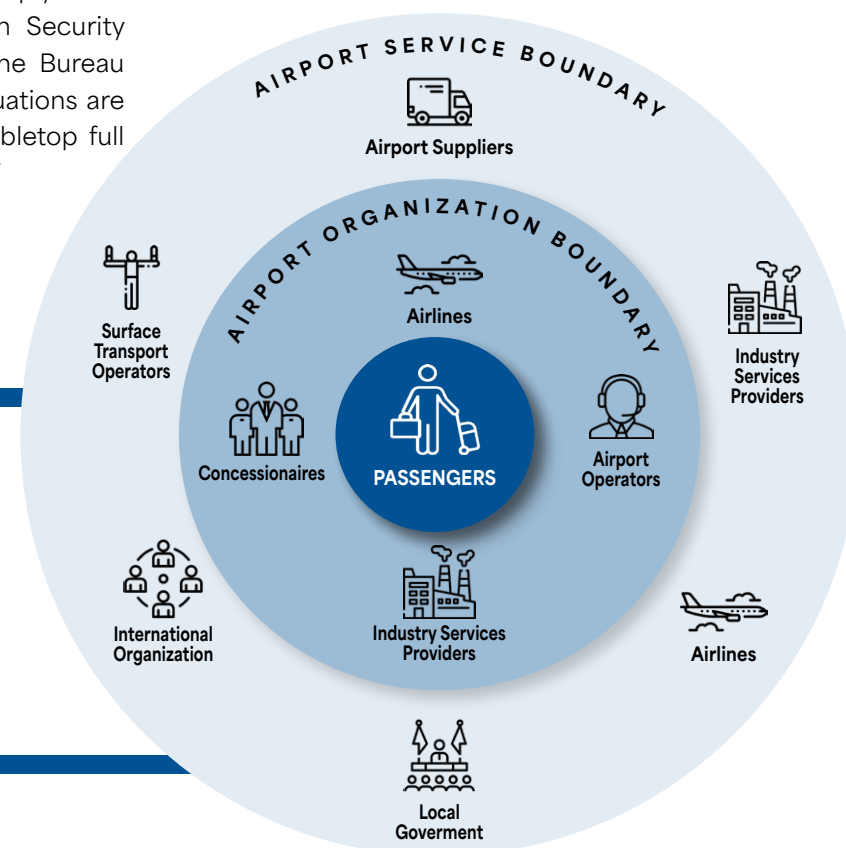 n Security
he Bureau
uations are
bletop full
AIRPORT SERVICE BOUNDARY
Airport Suppliers
AIRPORT ORGANIZATION BOUNDARY
Airlines
Surface
Transport
Operators
Industry
Services
Providers
Concessionaires
PASSENGERS
Airport
Operators
International
Organization
Industry Services
Providers
Airlines
Local
Goverment